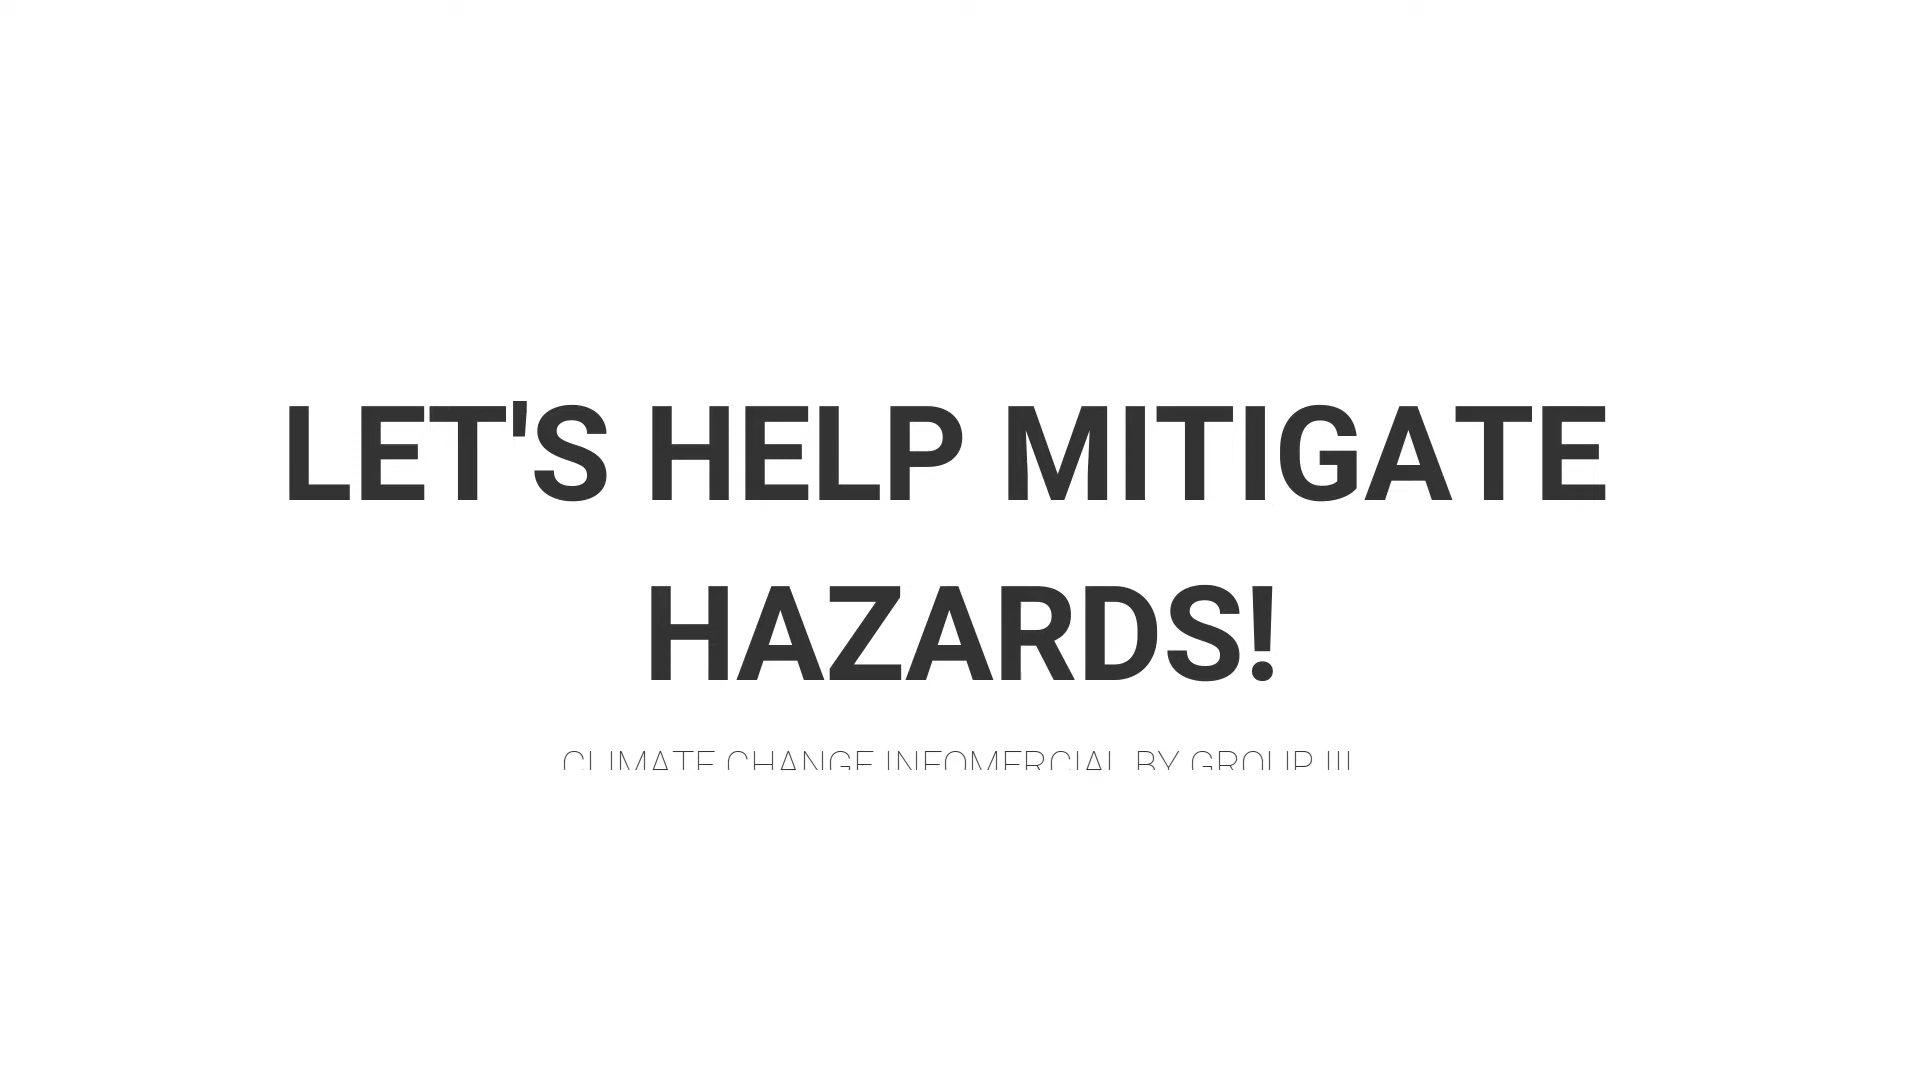 LET'S HELP MITIGATE
HAZARDS!
CLIMATE CHANGE INFOMERCIAL BY GROUP III